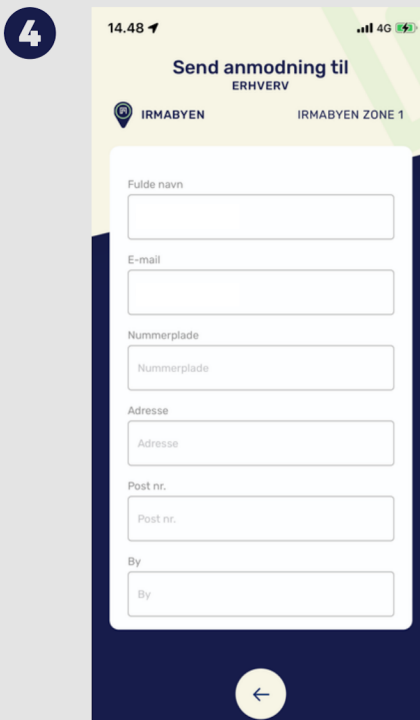 4
14.48
4G
Send anmodning til
ERHVERV
IRMABYEN
IRMABYEN ZONE 1
Fulde navn
E-mail
Nummerplade
Nummerplade
Adresse
Adresse
Post nr.
Post nr.
By
By